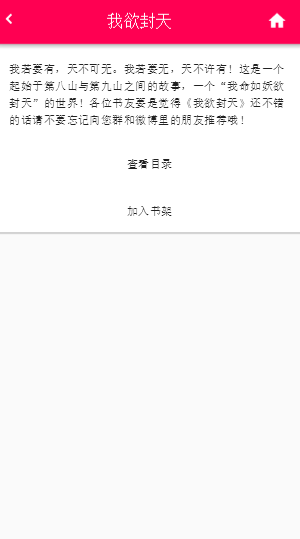 我欲封天
我若要有，天不可无。我若要无，天不许有！这是一个
起始于第八山与第九山之间的故事，一个“我命如妖欲
封天”的世界！各位书友要是觉得《我欲封天》还不错
的话请不要忘记向您群和微博里的朋友推荐哦！
查看目录
加入书架